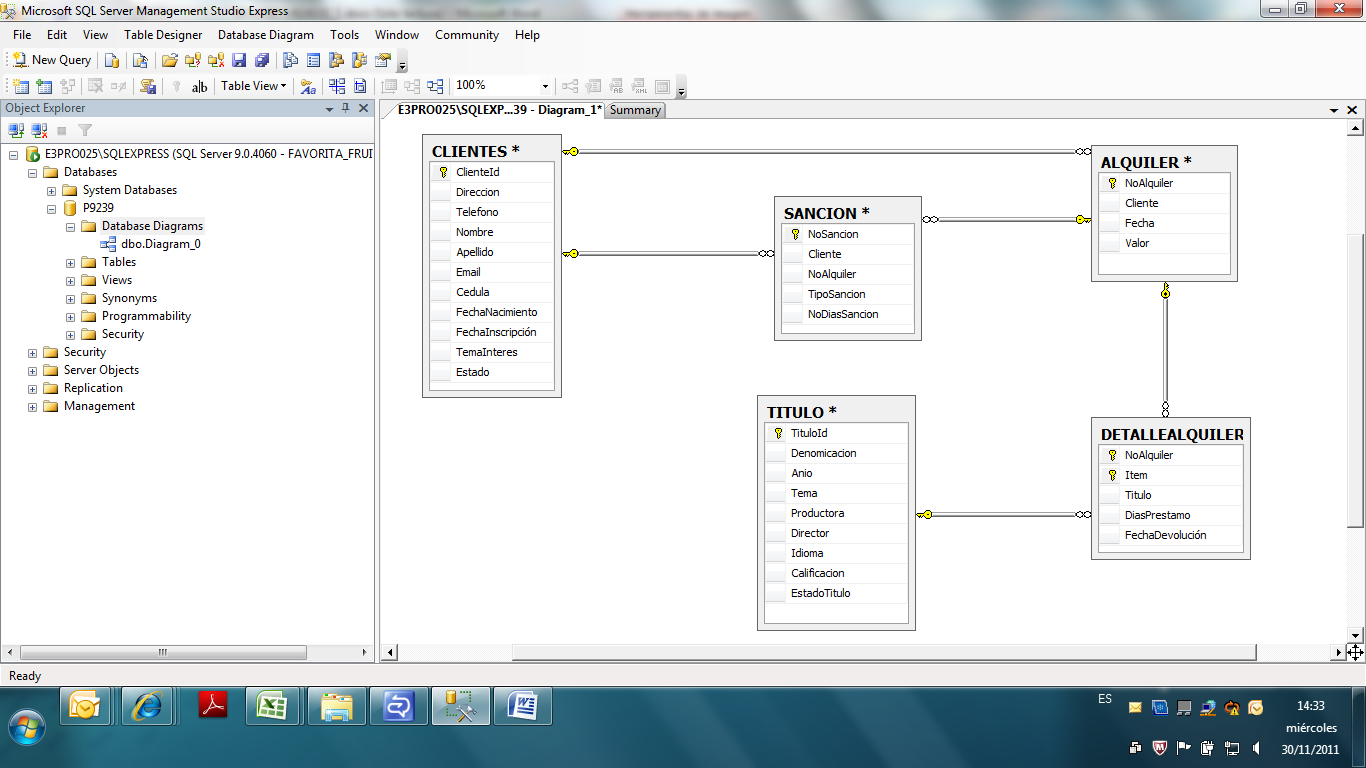 Microsoft SQL Server Management Studio Express
File Edit View Table Designer Database Diagram Tools Window Community Help
New Query
ab Table View 100%
Object Explorer
E3PRO025\SQLEXPRESS (SQL Server 9.0.4060 - FAVORITA_FRUI
Databases
System Databases
P9239
Database Diagrams
dbo.Diagram_0
Tables
Views
Synonyms
Programmability
Security
Security
Server Objects
Replication
Management
E3PRO025\SQLEXP...39 - Diagram_1* Summary
CLIENTES *
ClienteId
Direccion
Telefono
Nombre
Apellido
Email
Cedula
FechaNacimiento
FechaInscripción
TemaInteres
Estado
SANCION *
NoSancion
Cliente
NoAlquiler
TipoSancion
NoDiasSancion
ALQUILER *
NoAlquiler
Cliente
Fecha
Valor
TITULO *
TituloId
Denomicacion
Anio
Tema
Productora
Director
Idioma
Calificacion
EstadoTitulo
DETALLEALQUILER
NoAlquiler
Item
Titulo
DiasPrestamo
FechaDevolución
Ready
ES
14:33
miércoles
30/11/2011